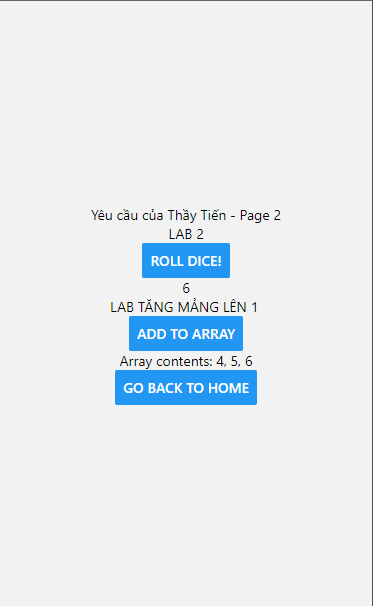 Yêu cầu của Thầy Tiến - Page 2
LAB 2
ROLL DICE!
6
LAB TĂNG MẢNG LÊN 1
ADD TO ARRAY
Array contents: 4, 5, 6
GO BACK TO HOME